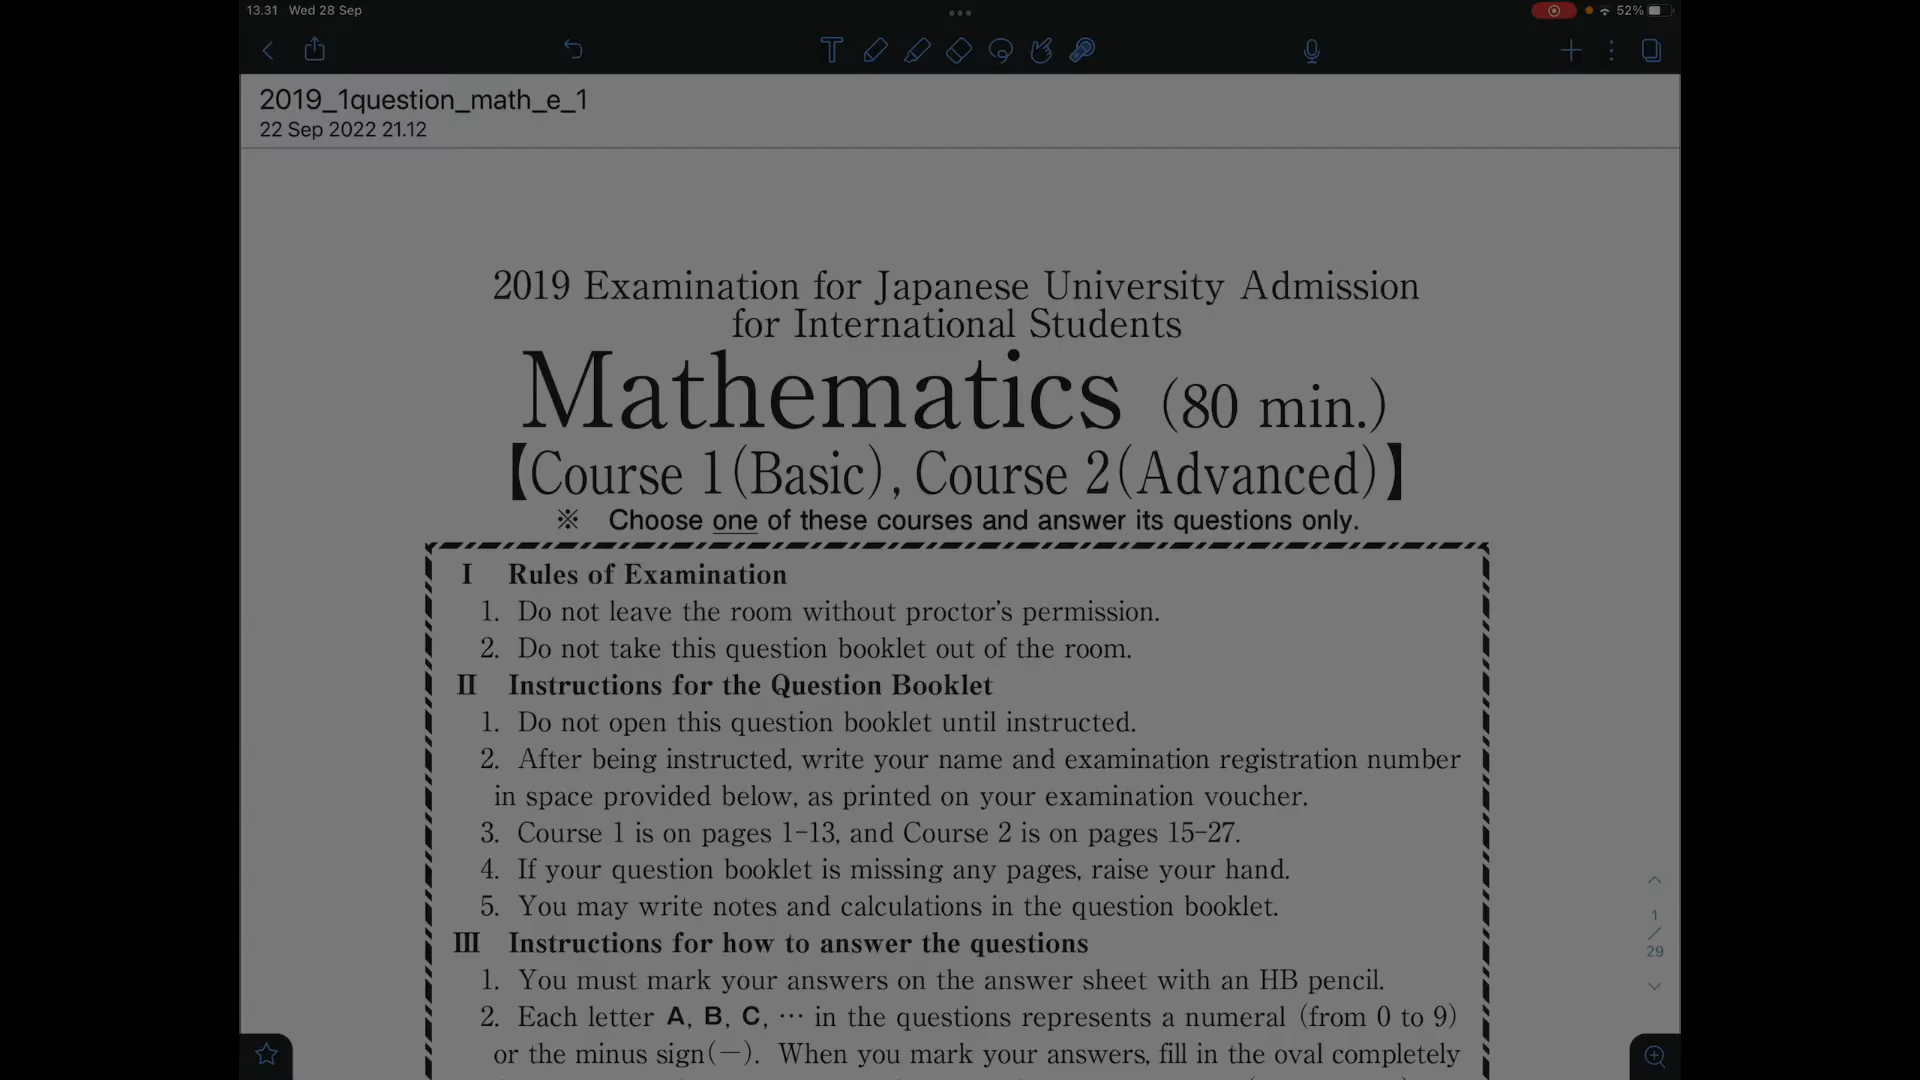 13.31 Wed 28 Sep
52%
2019_1question_math_e_1
22 Sep 2022 21.12
2019 Examination for Japanese University Admission
for International Students
Mathematics (80 min.)
【Course 1(Basic), Course 2(Advanced)】
※ Choose one of these courses and answer its questions only.
I Rules of Examination
1. Do not leave the room without proctor's permission.
2. Do not take this question booklet out of the room.
II Instructions for the Question Booklet
1. Do not open this question booklet until instructed.
2. After being instructed, write your name and examination registration number
in space provided below, as printed on your examination voucher.
3. Course 1 is on pages 1-13, and Course 2 is on pages 15-27.
4. If your question booklet is missing any pages, raise your hand.
5. You may write notes and calculations in the question booklet.
III Instructions for how to answer the questions
1. You must mark your answers on the answer sheet with an HB pencil.
2. Each letter A, B, C, ⋯ in the questions represents a numeral (from 0 to 9)
or the minus sign(−). When you mark your answers, fill in the oval completely
1
/
29